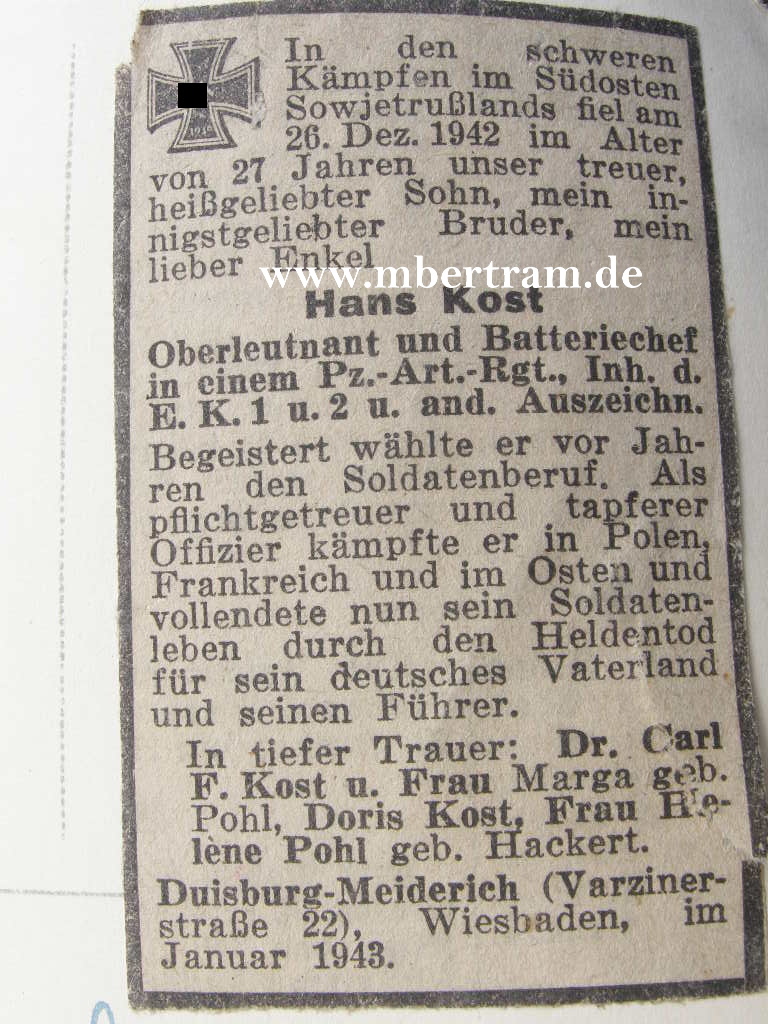 In den schweren
Kämpfen im Südosten
Sowjetrußlands fiel am
26. Dez. 1942 im Alter
von 27 Jahren unser treuer,
heißgeliebter Sohn, mein in-
nigstgeliebter Bruder, mein
lieber Enkel
www.mbertram.de
Hans Kost
Oberleutnant und Batteriechef
in einem Pz.-Art.-Rgt., Inh. d.
E. K. 1 u. 2 u. and. Auszeichn.
Begeistert wählte er vor Jah-
ren den Soldatenberuf. Als
pflichtgetreuer und tapferer
Offizier kämpfte er in Polen,
Frankreich und im Osten und
vollendete nun sein Soldaten-
leben durch den Heldentod
für sein deutsches Vaterland
und seinen Führer.
In tiefer Trauer: Dr. Carl
F. Kost u. Frau Marga geb.
Pohl, Doris Kost, Frau He-
lène Pohl geb. Hackert.
Duisburg-Meiderich (Varziner-
straße 22), Wiesbaden, im
Januar 1943.